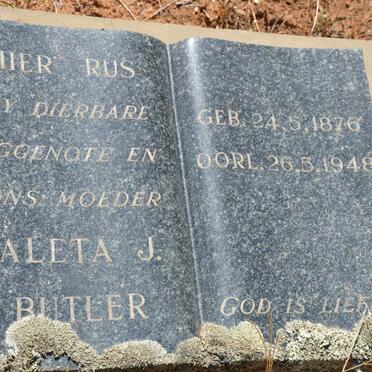 HIER RUS
MY DIERBARE
EGGENOTE EN
ONS MOEDER
ALETA J.
BUTLER
GEB. 24.5.1876
OORL. 26.5.1948
GOD IS LIEF